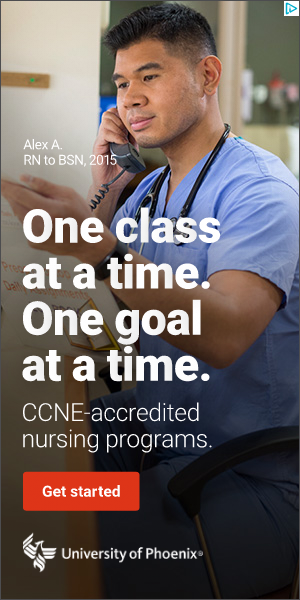 Alex A.
RN to BSN, 2015
One class
at a time.
One goal
at a time.
CCNE-accredited
nursing programs.
Get started
University of Phoenix®